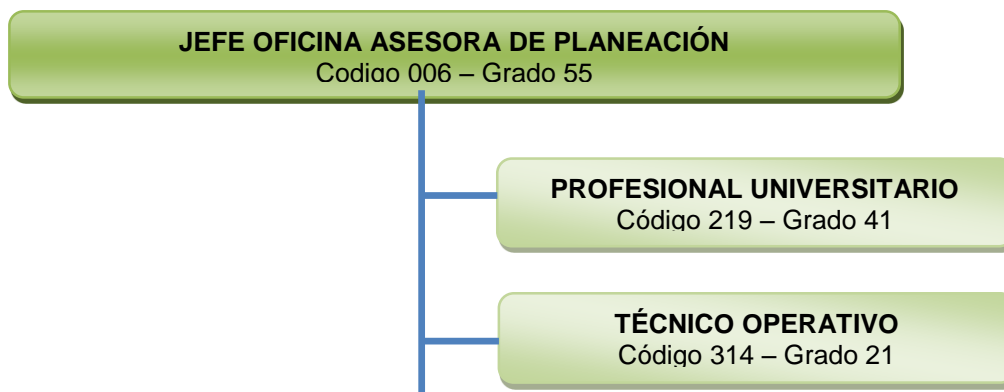 JEFE OFICINA ASESORA DE PLANEACIÓN
Codigo 006 – Grado 55
PROFESIONAL UNIVERSITARIO
Código 219 – Grado 41
TÉCNICO OPERATIVO
Código 314 – Grado 21